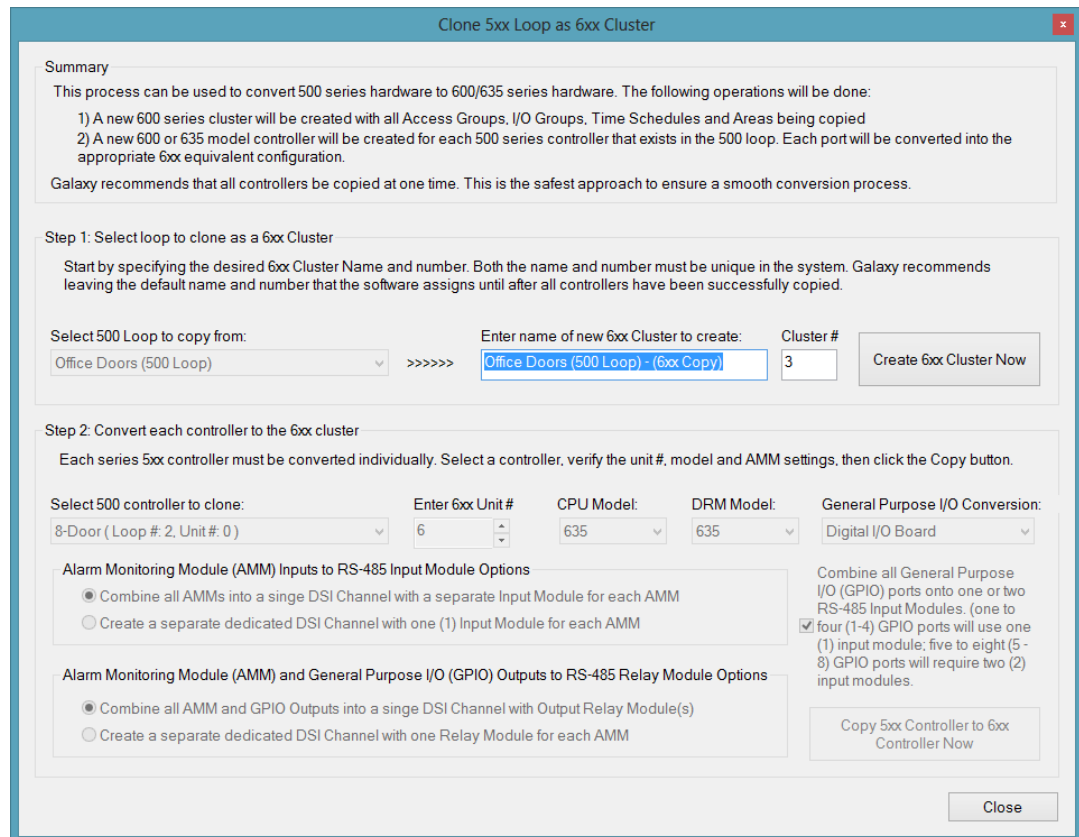 Clone 5xx Loop as 6xx Cluster
x
Summary
This process can be used to convert 500 series hardware to 600/635 series hardware. The following operations will be done:
1) A new 600 series cluster will be created with all Access Groups, I/O Groups, Time Schedules and Areas being copied
2) A new 600 or 635 model controller will be created for each 500 series controller that exists in the 500 loop. Each port will be converted into the
appropriate 6xx equivalent configuration.
Galaxy recommends that all controllers be copied at one time. This is the safest approach to ensure a smooth conversion process.
Step 1: Select loop to clone as a 6xx Cluster
Start by specifying the desired 6xx Cluster Name and number. Both the name and number must be unique in the system. Galaxy recommends
leaving the default name and number that the software assigns until after all controllers have been successfully copied.
Select 500 Loop to copy from:
Enter name of new 6xx Cluster to create:
Cluster #
Office Doors (500 Loop)
>>>>>>
Office Doors (500 Loop) - (6xx Copy)
3
Create 6xx Cluster Now
Step 2: Convert each controller to the 6xx cluster
Each series 5xx controller must be converted individually. Select a controller, verify the unit #, model and AMM settings, then click the Copy button.
Select 500 controller to clone:
Enter 6xx Unit #
CPU Model:
DRM Model:
General Purpose I/O Conversion:
8-Door ( Loop #: 2, Unit #: 0 )
6
635
635
Digital I/O Board
Alarm Monitoring Module (AMM) Inputs to RS-485 Input Module Options
Combine all AMMs into a singe DSI Channel with a separate Input Module for each AMM
Create a separate dedicated DSI Channel with one (1) Input Module for each AMM
Combine all General Purpose
I/O (GPIO) ports onto one or two
RS-485 Input Modules. (one to
four (1-4) GPIO ports will use one
(1) input module; five to eight (5 -
8) GPIO ports will require two (2)
input modules.
Alarm Monitoring Module (AMM) and General Purpose I/O (GPIO) Outputs to RS-485 Relay Module Options
Combine all AMM and GPIO Outputs into a singe DSI Channel with Output Relay Module(s)
Create a separate dedicated DSI Channel with one Relay Module for each AMM
Copy 5xx Controller to 6xx
Controller Now
Close